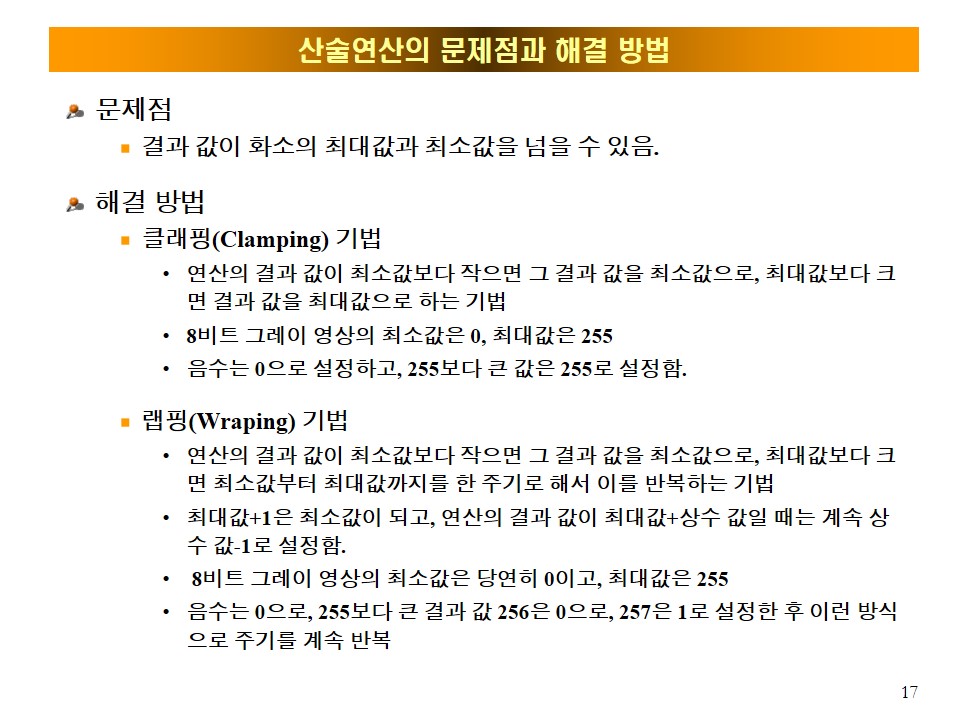 산술연산의 문제점과 해결 방법
문제점
결과 값이 화소의 최대값과 최소값을 넘을 수 있음.
해결 방법
클래핑(Clamping) 기법
• 연산의 결과 값이 최소값보다 작으면 그 결과 값을 최소값으로, 최대값보다 크
면 결과 값을 최대값으로 하는 기법
• 8비트 그레이 영상의 최소값은 0, 최대값은 255
• 음수는 0으로 설정하고, 255보다 큰 값은 255로 설정함.
랩핑(Wraping) 기법
• 연산의 결과 값이 최소값보다 작으면 그 결과 값을 최소값으로, 최대값보다 크
면 최소값부터 최대값까지를 한 주기로 해서 이를 반복하는 기법
• 최대값+1은 최소값이 되고, 연산의 결과 값이 최대값+상수 값일 때는 계속 상
수 값-1로 설정함.
• 8비트 그레이 영상의 최소값은 당연히 0이고, 최대값은 255
• 음수는 0으로, 255보다 큰 결과 값 256은 0으로, 257은 1로 설정한 후 이런 방식
으로 주기를 계속 반복
17